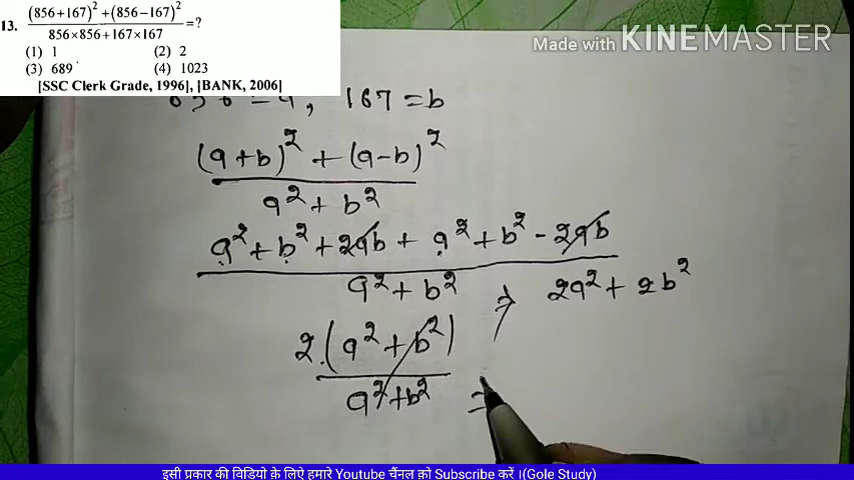 13. (856+167)² + (856−167)² / 856×856+167×167 = ?
(1) 1 (2) 2
(3) 689 (4) 1023
[SSC Clerk Grade, 1996], [BANK, 2006]
Made with KINEMASTER
856 = a, 167 = b
(a+b)² + (a-b)²
a² + b²
a² + b² + 2ab + a² + b² - 2ab
a² + b² ⇒ 2a² + 2b²
2.(a² + b²)
a² + b² =
इसी प्रकार की विडियो के लिऐ हमारे Youtube चैंनल क़ो Subscribe करें ।(Gole Study)